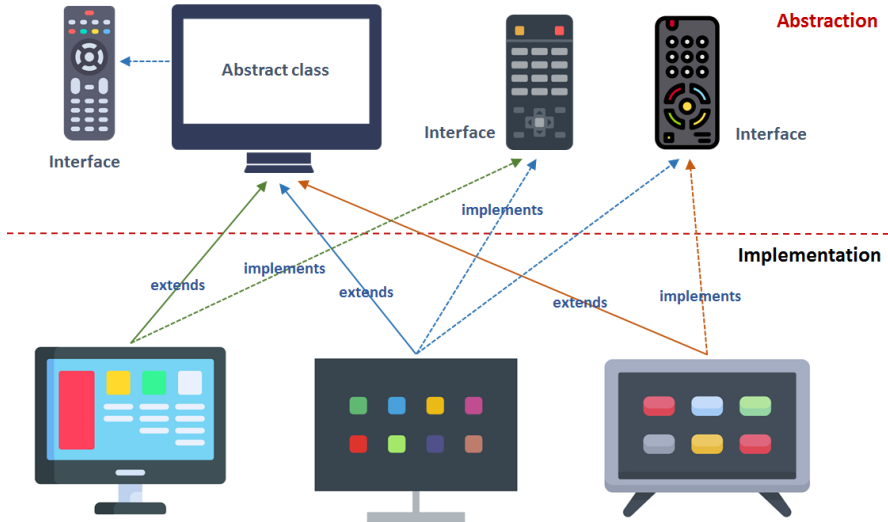 Abstraction
Abstract class
Interface
Interface
Interface
implements
Implementation
extends
implements
extends
extends
implements